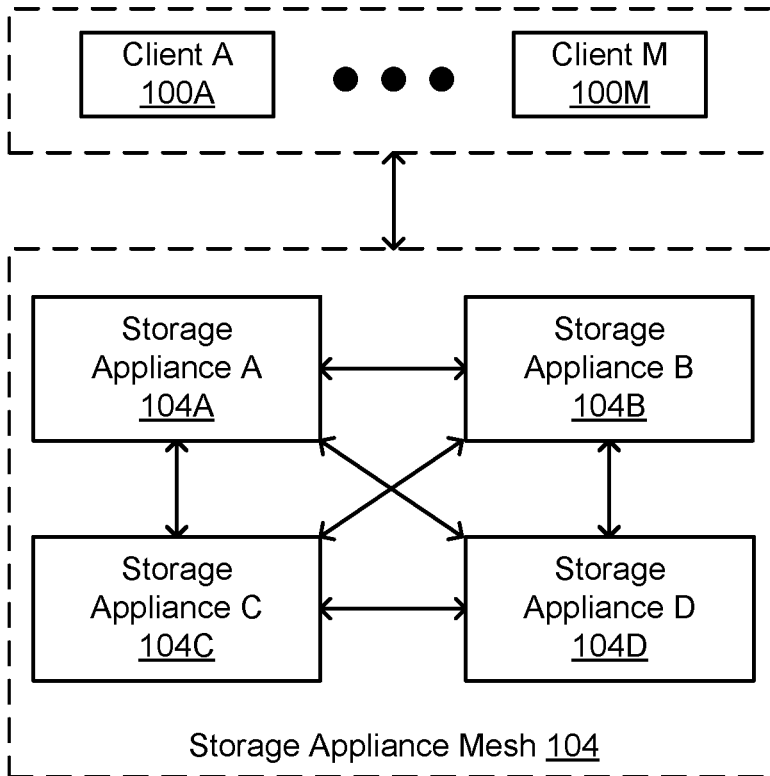 Client A
100A
Client M
100M
Storage
Appliance A
104A
Storage
Appliance B
104B
Storage
Appliance C
104C
Storage
Appliance D
104D
Storage Appliance Mesh 104